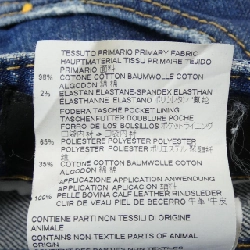 TESSUTO PRIMARIO PRIMARY FABRIC
HAUPTMATERIAL TISSU PRIMAIRE TEJIDO
PRIMARIO
98% COTONE COTTON BAUMWOLLE COTON
ALGODON
2% ELASTAN ELASTANE-SPANDEX ELASTHAN
ELASTHANNE ELASTANO
FODERA TASCHE POCKETING LINING
TASCHENFUTTER DOUBLURE POCHE
FORRO DE LOS BOLSILLOS
65% POLIESTERE POLYESTER POLYESTER
POLYESTER POLIESTER
35% COTONE COTTON BAUMWOLLE COTON
ALGODON
APPLICAZIONE APPLICATION ANWENDUNG
APPLICATION APLICACION
100% PELLE BOVINA CALF LEATHER RINDSLEDER
CUIR DE VEAU PIEL DE BECERRO
CONTIENE PARTI NON TESSILI DI ORIGINE
ANIMALE
CONTAINS NON TEXTILE PARTS OF ANIMAL
ORIGIN